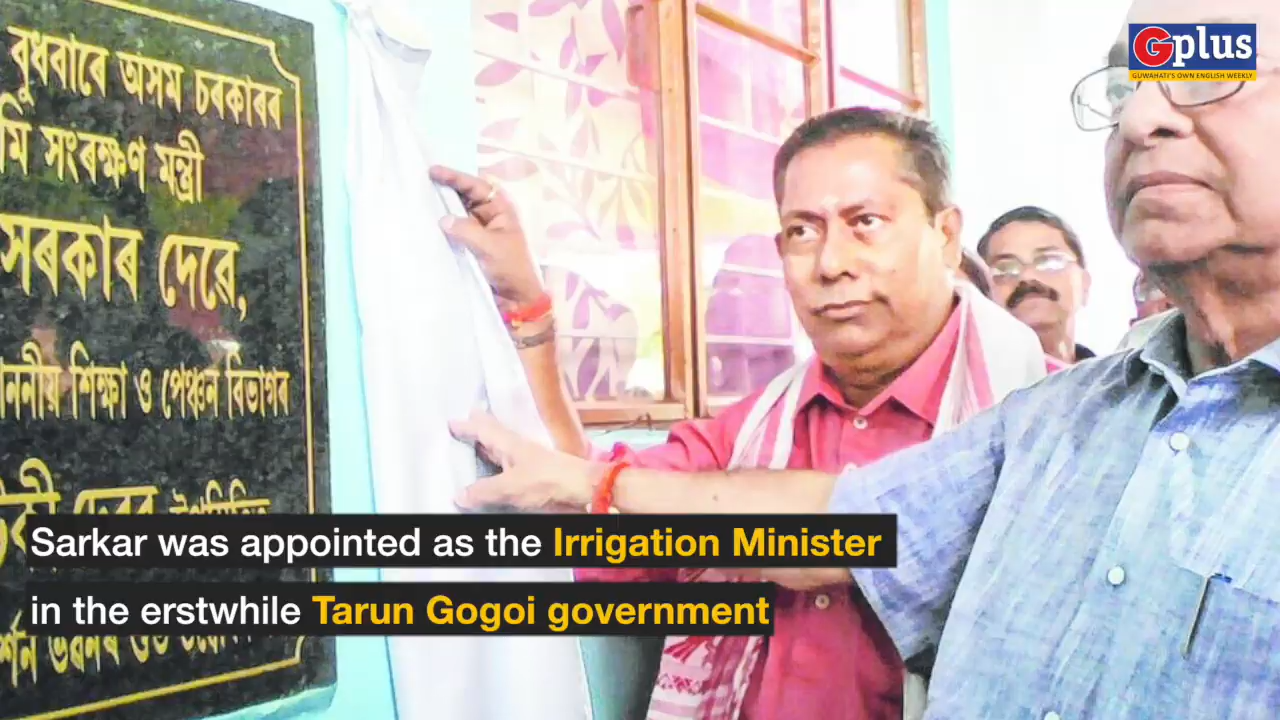 Gplus
GUWAHATI'S OWN ENGLISH WEEKLY
বুধবাৰে অসম চৰকাৰৰ
মি সংৰক্ষণ মন্ত্ৰী
সৰকাৰ দেৱে,
াননীয় শিক্ষা ও পেঞ্চন বিভাগৰ
Sarkar was appointed as the Irrigation Minister
in the erstwhile Tarun Gogoi government